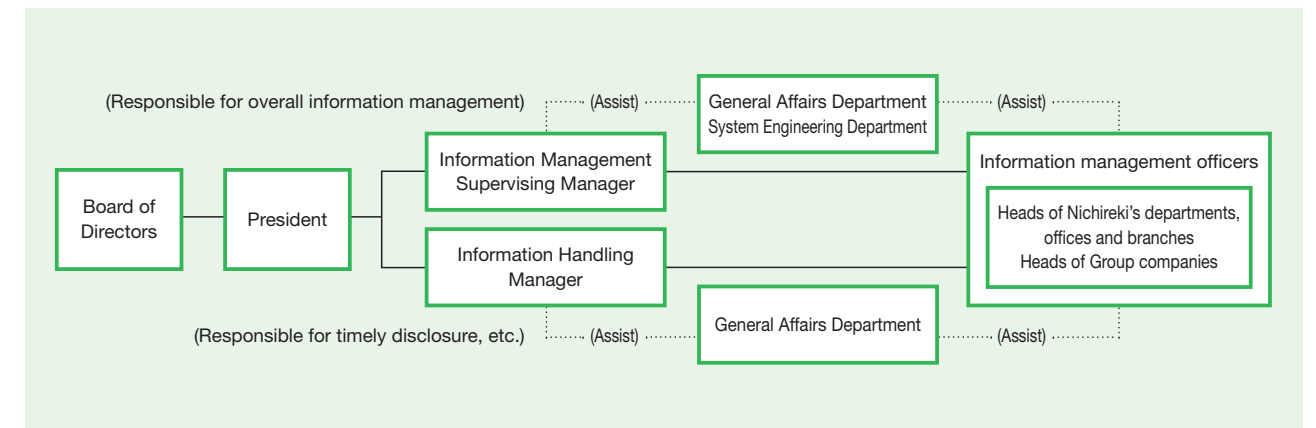 (Responsible for overall information management)
(Assist)
General Affairs Department
System Engineering Department
(Assist)
Board of
Directors
President
Information Management
Supervising Manager
Information management officers
Heads of Nichireki's departments,
offices and branches
Heads of Group companies
Information Handling
Manager
(Responsible for timely disclosure, etc.)
(Assist)
General Affairs Department
(Assist)